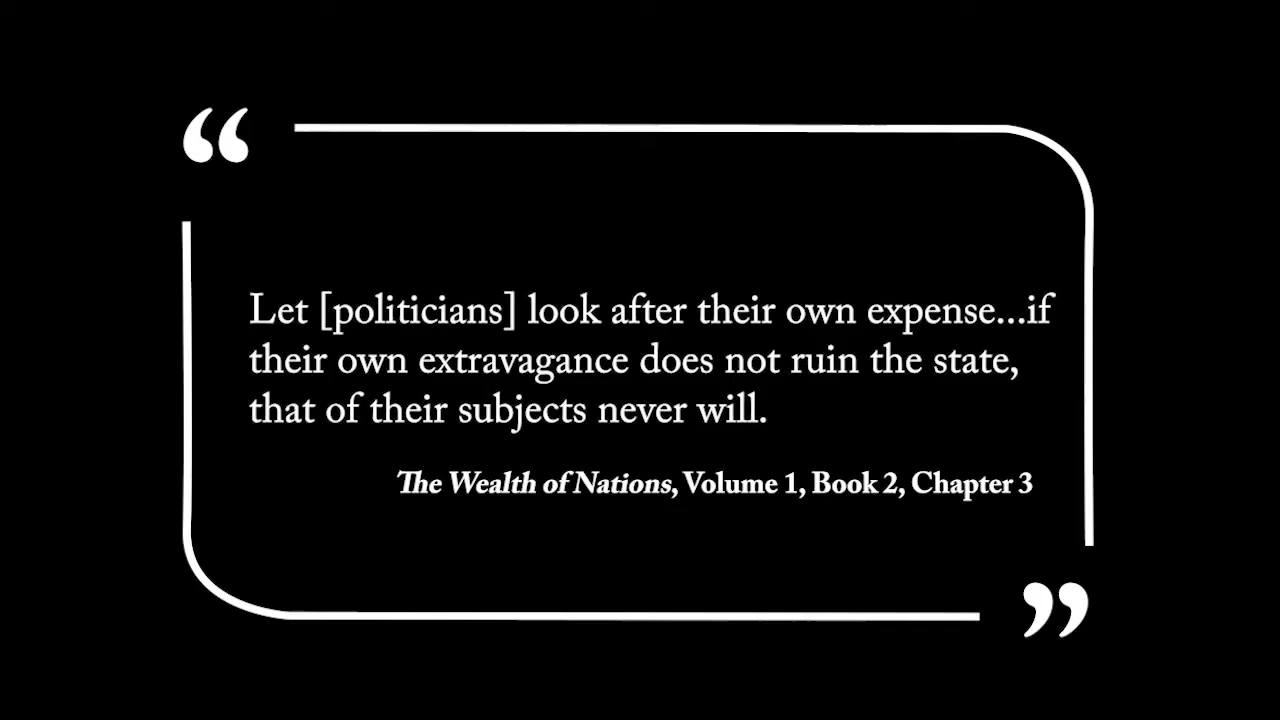 “
Let [politicians] look after their own expense...if
their own extravagance does not ruin the state,
that of their subjects never will.
The Wealth of Nations, Volume 1, Book 2, Chapter 3
”